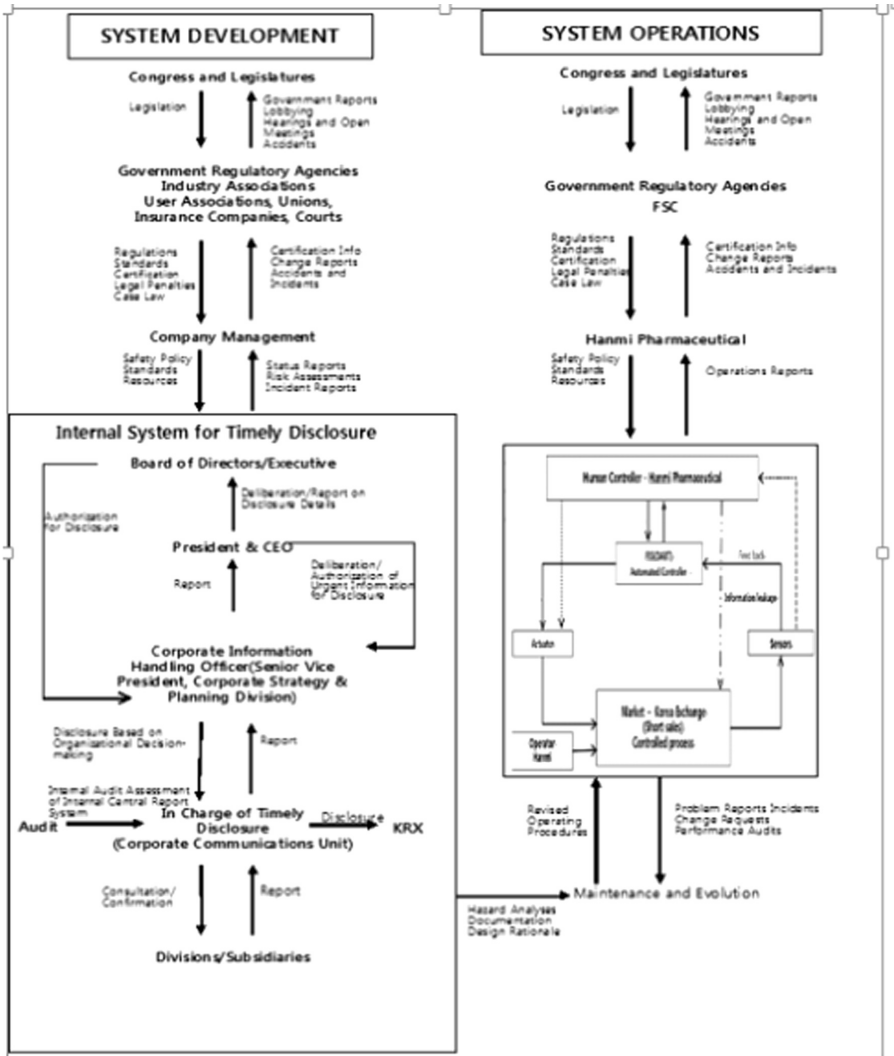 SYSTEM DEVELOPMENT
Congress and Legislatures
Legislation
Government Reports
Lobbying
Hearings and Open
Meetings
Accidents
Government Regulatory Agencies
Industry Associations
User Associations, Unions,
Insurance Companies, Courts
Regulations
Standards
Certification
Legal Penalties
Case Law
Certification Info
Change Reports
Accidents and
Incidents
Company Management
Safety Policy
Standards
Resources
Status Reports
Risk Assessments
Incident Reports
Internal System for Timely Disclosure
Board of Directors/Executive
Authorization
for Disclosure
Deliberation/Report on
Disclosure Details
President & CEO
Report
Deliberation/
Authorization of
Urgent Information
for Disclosure
Corporate Information
Handling Officer(Senior Vice
President, Corporate Strategy &
Planning Division)
Disclosure Based on
Organizational Decision-
making
Report
Internal Audit Assessment
of Internal Central Report
System
Audit
In Charge of Timely
Disclosure
(Corporate Communications Unit)
Disclosure
KRX
Consultation/
Confirmation
Report
Divisions/Subsidiaries
SYSTEM OPERATIONS
Congress and Legislatures
Legislation
Government Reports
Lobbying
Hearings and Open
Meetings
Accidents
Government Regulatory Agencies
FSC
Regulations
Standards
Certification
Legal Penalties
Case Law
Certification Info
Change Reports
Accidents and Incidents
Hanmi Pharmaceutical
Safety Policy
Standards
Resources
Operations Reports
Human Controller - Hanmi Pharmaceutical
Automated Controller -
Feed back
Information leakage
Actuator
Sensors
Market - Korea Exchange
(Short sales)
Controlled process
Operator-
Hanmi
Revised
Operating
Procedures
Problem Reports Incidents
Change Requests
Performance Audits
Maintenance and Evolution
Hazard Analyses
Documentation
Design Rationale